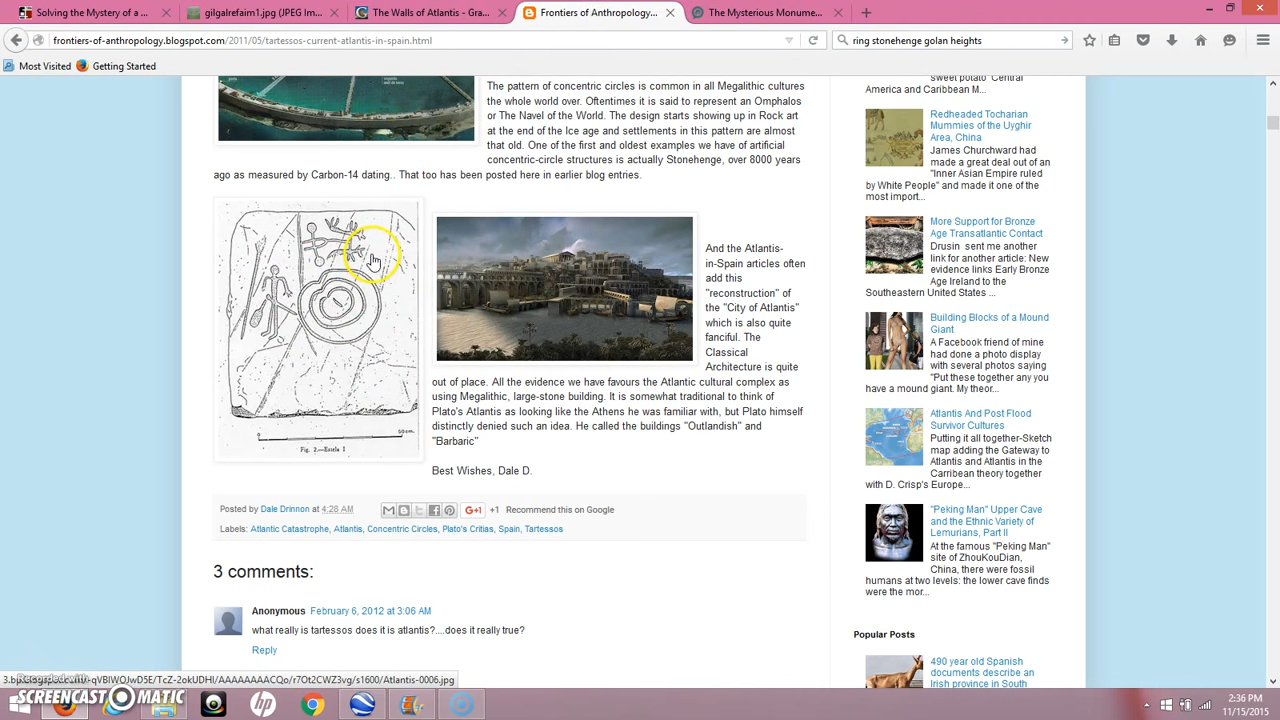 Solving the Mystery of a ...
gilgalrefaim1.jpg (JPEG Im...
The Walls of Atlantis - Gra...
Frontiers of Anthropology...
The Mysterious Monume...
frontiers-of-anthropology.blogspot.com/2011/05/tartessos-current-atlantis-in-spain.html
ring stonehenge golan heights
Most Visited
Getting Started
The pattern of concentric circles is common in all Megalithic cultures
the whole world over. Oftentimes it is said to represent an Omphalos
or The Navel of the World. The design starts showing up in Rock art
at the end of the Ice age and settlements in this pattern are almost
that old. One of the first and oldest examples we have of artificial
concentric-circle structures is actually Stonehenge, over 8000 years
ago as measured by Carbon-14 dating.. That too has been posted here in earlier blog entries.
50 cm.
Fig. 2.—Estela I
And the Atlantis-
in-Spain articles often
add this
"reconstruction" of
the "City of Atlantis"
which is also quite
fanciful. The
Classical
Architecture is quite
out of place. All the evidence we have favours the Atlantic cultural complex as
using Megalithic, large-stone building. It is somewhat traditional to think of
Plato's Atlantis as looking like the Athens he was familiar with, but Plato himself
distinctly denied such an idea. He called the buildings "Outlandish" and
"Barbaric"
Best Wishes, Dale D.
Posted by Dale Drinnon at 4:28 AM
+1 Recommend this on Google
Labels: Atlantic Catastrophe, Atlantis, Concentric Circles, Plato's Critias, Spain, Tartessos
3 comments:
Anonymous February 6, 2012 at 3:06 AM
what really is tartessos does it is atlantis?....does it really true?
Reply
sweet potato Central
America and Caribbean M...
Redheaded Tocharian
Mummies of the Uyghir
Area, China
James Churchward had
made a great deal out of an
"Inner Asian Empire ruled
by White People" and made it one of the
most import...
More Support for Bronze
Age Transatlantic Contact
Drusin sent me another
link for another article: New
evidence links Early Bronze
Age Ireland to the
Southeastern United States ...
Building Blocks of a Mound
Giant
A Facebook friend of mine
had done a photo display
with several photos saying
"Put these together any you
have a mound giant. My theor...
Atlantis And Post Flood
Survivor Cultures
Putting it all together-Sketch
map adding the Gateway to
Atlantis and Atlantis in the
Carribean theory together
with D. Crisp's Europe...
"Peking Man" Upper Cave
and the Ethnic Variety of
Lemurians, Part II
At the famous "Peking Man"
site of ZhouKouDian,
China, there were fossil
humans at two levels: the lower cave finds
were the mor...
Popular Posts
490 year old Spanish
documents describe an
Irish province in South
SCREENCAST MATIC
2:36 PM
11/15/2015